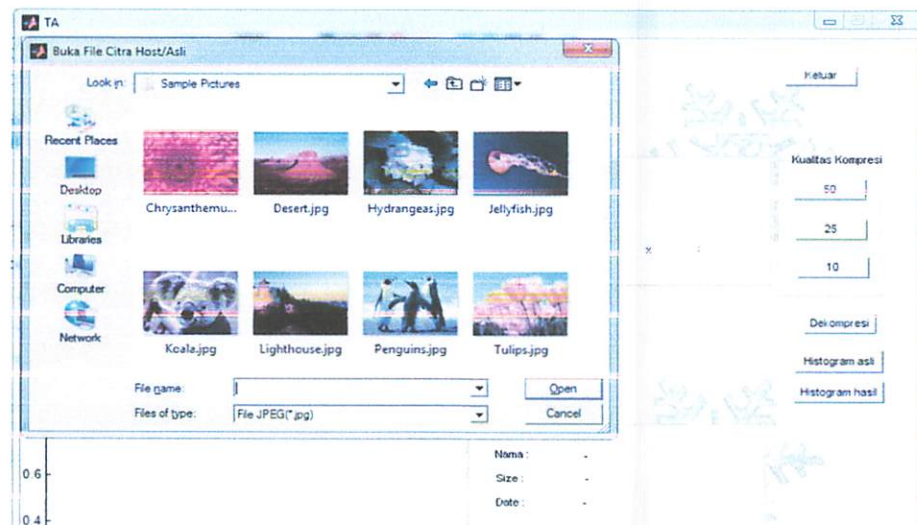 TA
Buka File Citra Host/Asli
Look in: Sample Pictures
Keluar
Recent Places
Desktop
Libraries
Computer
Network
Chrysanthemu... Desert.jpg Hydrangeas.jpg Jellyfish.jpg
Koala.jpg Lighthouse.jpg Penguins.jpg Tulips.jpg
File name: Open
Files of type: File JPEG(*.jpg) Cancel
Kualitas Kompresi
50
25
10
Dekompresi
Histogram asli
Histogram hasil
Nama : -
Size : -
Date : -
0.6
0.4